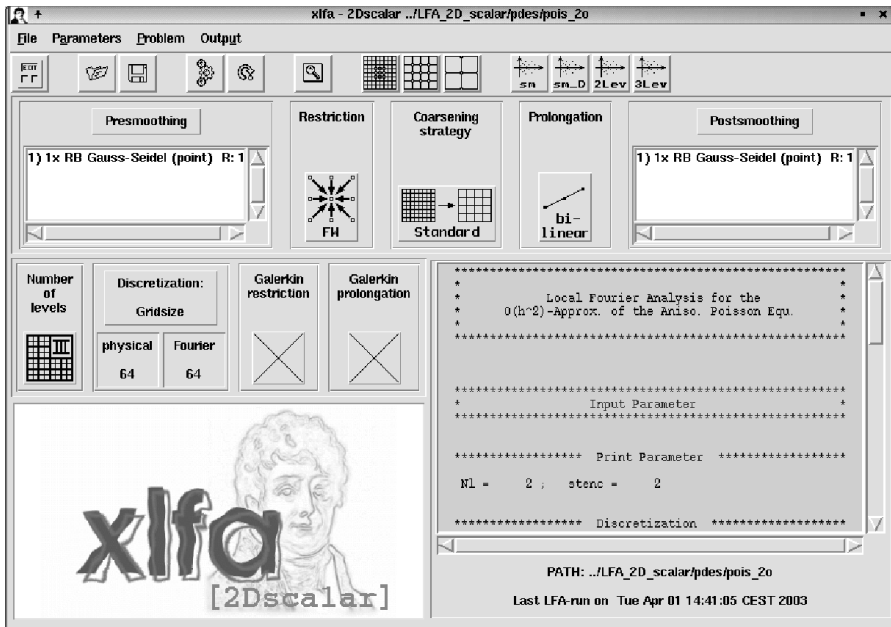 xlfa - 2Dscalar ../LFA_2D_scalar/pdes/pois_2o
File Parameters Problem Output
EDIT
sm sm_D 2Lev 3Lev
Presmoothing
1) 1x RB Gauss-Seidel (point) R: 1
Restriction
FW
Coarsening
strategy
Standard
Prolongation
bi-
linear
Postsmoothing
1) 1x RB Gauss-Seidel (point) R: 1
Number
of
levels
III
Discretization:
Gridsize
physical Fourier
64 64
Galerkin
restriction
Galerkin
prolongation
xlfa
[2Dscalar]
*************************************************************
* *
* Local Fourier Analysis for the *
* O(h^2)-Approx. of the Aniso. Poisson Equ. *
* *
*************************************************************
*************************************************************
* Input Parameter *
*************************************************************
****************** Print Parameter ******************
Nl = 2 ; stenc = 2
****************** Discretization *******************
PATH: ../LFA_2D_scalar/pdes/pois_2o
Last LFA-run on Tue Apr 01 14:41:05 CEST 2003